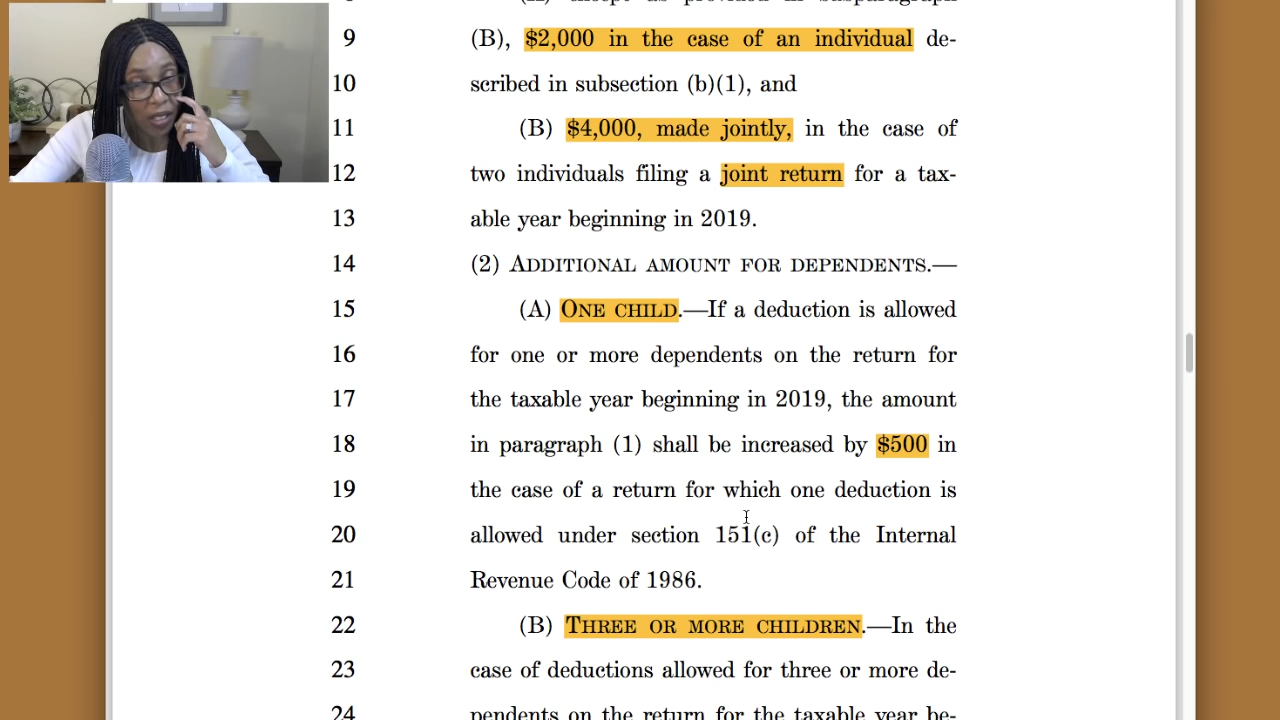 9 (B), $2,000 in the case of an individual de-
10 scribed in subsection (b)(1), and
11 (B) $4,000, made jointly, in the case of
12 two individuals filing a joint return for a tax-
13 able year beginning in 2019.
14 (2) ADDITIONAL AMOUNT FOR DEPENDENTS.—
15 (A) ONE CHILD.—If a deduction is allowed
16 for one or more dependents on the return for
17 the taxable year beginning in 2019, the amount
18 in paragraph (1) shall be increased by $500 in
19 the case of a return for which one deduction is
20 allowed under section 151(c) of the Internal
21 Revenue Code of 1986.
22 (B) THREE OR MORE CHILDREN.—In the
23 case of deductions allowed for three or more de-
24 pendents on the return for the taxable year be-